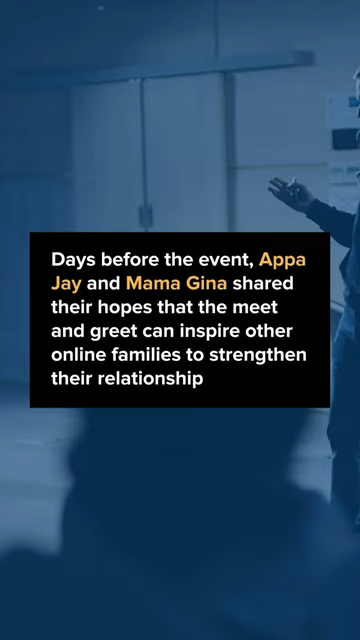 Days before the event, Appa
Jay and Mama Gina shared
their hopes that the meet
and greet can inspire other
online families to strengthen
their relationship